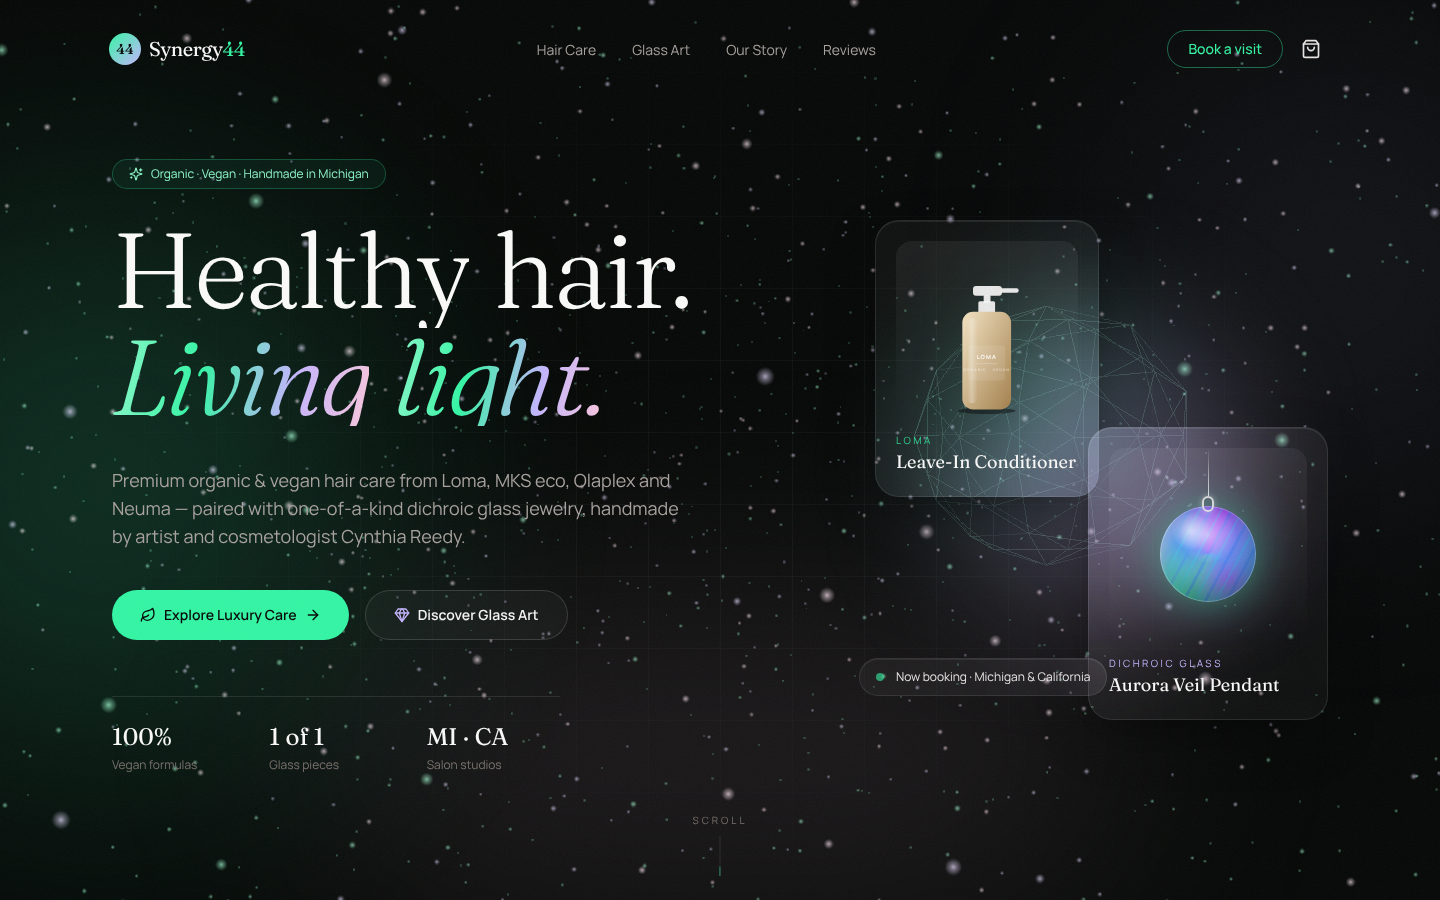 44 Synergy44
Hair Care
Glass Art
Our Story
Reviews
Book a visit
Organic · Vegan · Handmade in Michigan
Healthy hair.
Living light.
Premium organic & vegan hair care from Loma, MKS eco, Olaplex and
Neuma — paired with one-of-a-kind dichroic glass jewelry, handmade
by artist and cosmetologist Cynthia Reedy.
Explore Luxury Care
Discover Glass Art
100%
Vegan formulas
1 of 1
Glass pieces
MI · CA
Salon studios
LOMA
LOMA
Leave-In Conditioner
DICHROIC GLASS
Aurora Veil Pendant
Now booking · Michigan & California
SCROLL